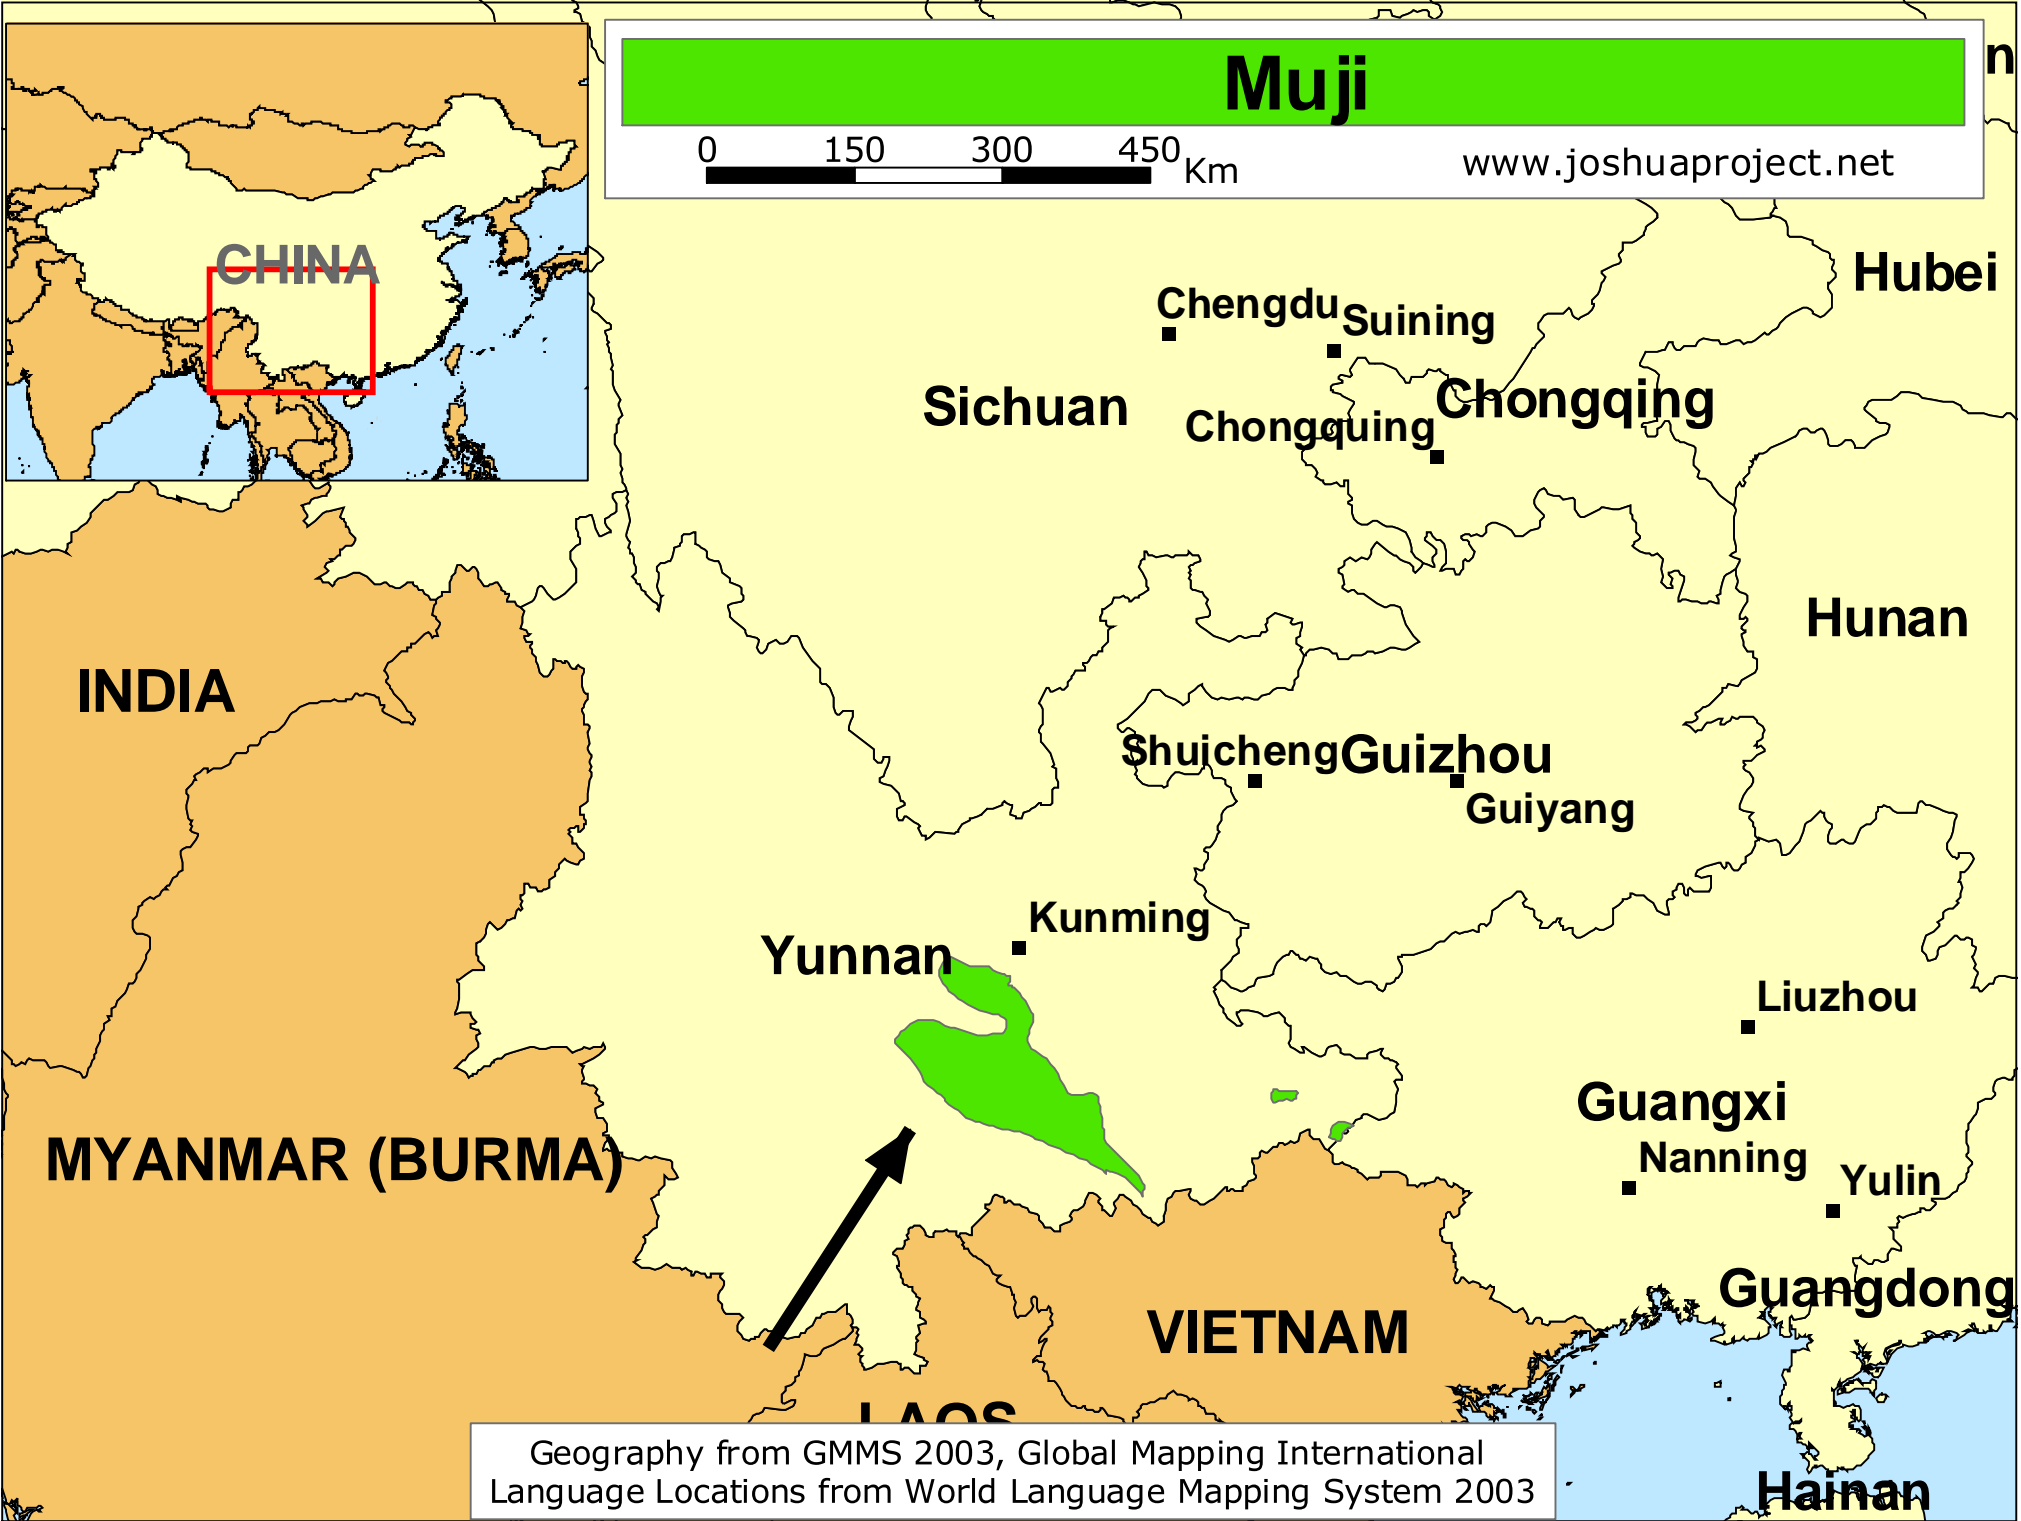 Muji
0 150 300 450 Km
www.joshuaproject.net
n
CHINA
Hubei
Chengdu
Suining
Sichuan
Chongqing
Chongquing
Hunan
INDIA
Shuicheng
Guizhou
Guiyang
Kunming
Yunnan
Liuzhou
Guangxi
MYANMAR (BURMA)
Nanning
Yulin
Guangdong
VIETNAM
LAOS
Geography from GMMS 2003, Global Mapping International
Language Locations from World Language Mapping System 2003
Hainan